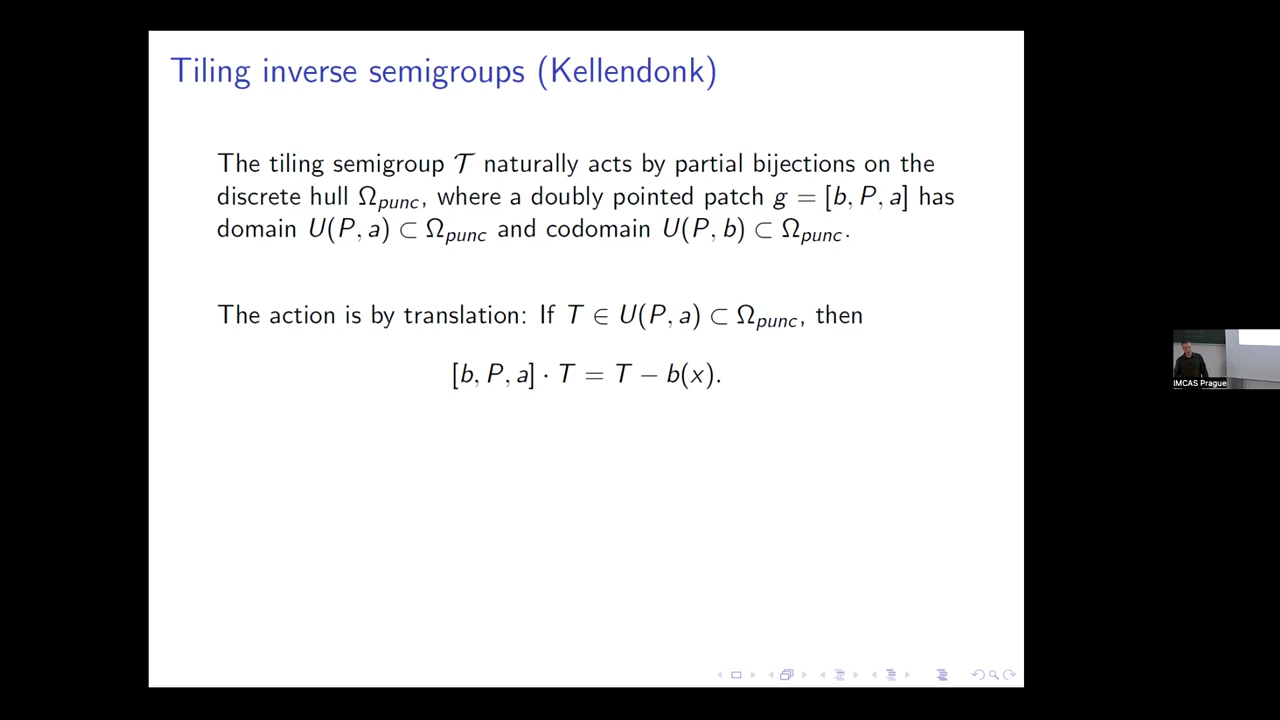 Tiling inverse semigroups (Kellendonk)
The tiling semigroup 𝒯 naturally acts by partial bijections on the
discrete hull Ω_punc, where a doubly pointed patch g = [b, P, a] has
domain U(P, a) ⊂ Ω_punc and codomain U(P, b) ⊂ Ω_punc.
The action is by translation: If T ∈ U(P, a) ⊂ Ω_punc, then
[b, P, a] · T = T − b(x).
IMCAS Prague